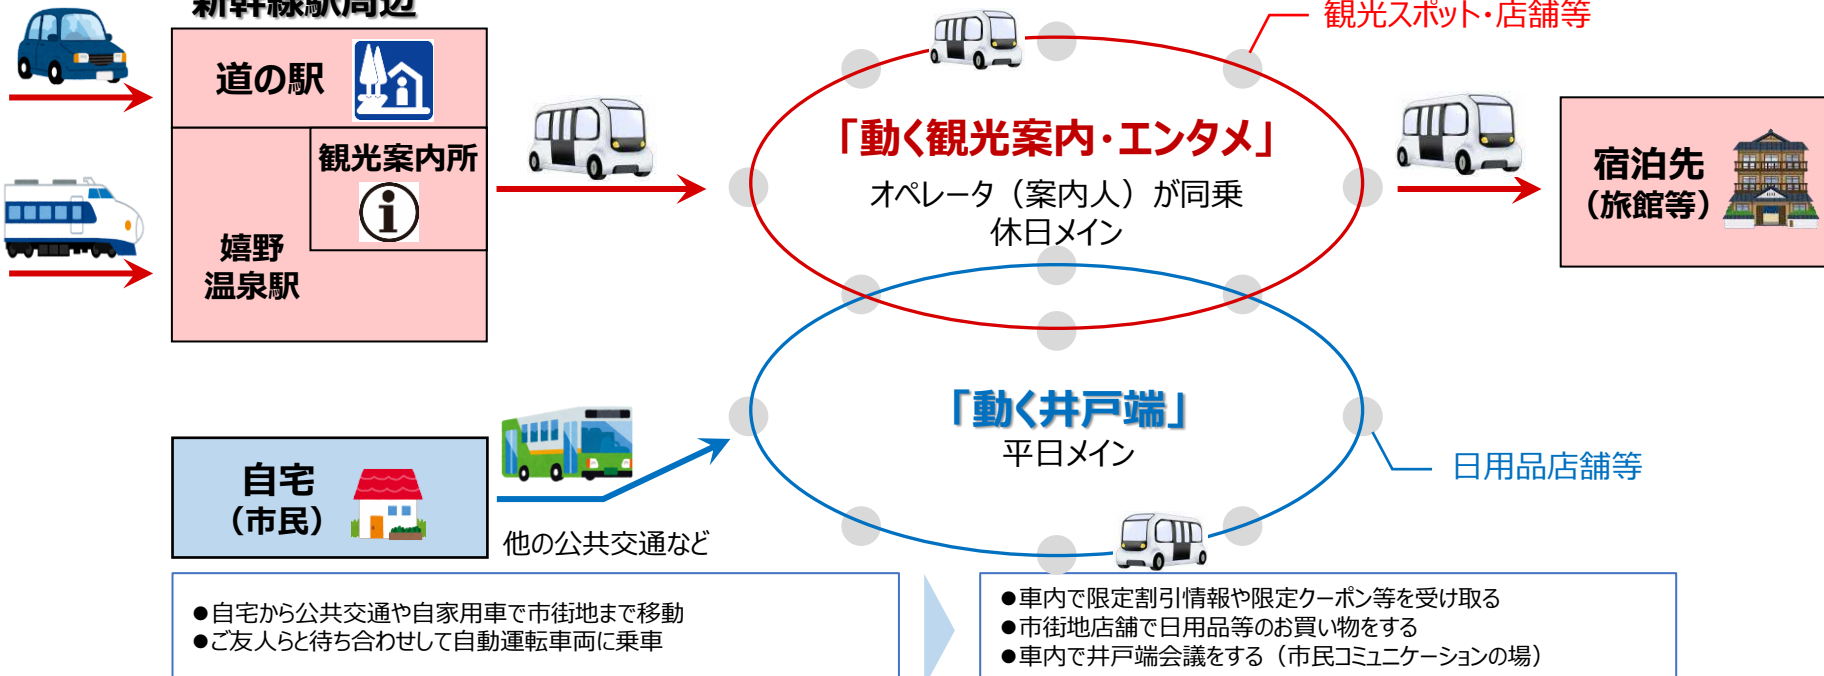 新幹線駅周辺
道の駅
観光案内所
嬉野
温泉駅
観光スポット・店舗等
「動く観光案内・エンタメ」
オペレータ（案内人）が同乗
休日メイン
宿泊先
（旅館等）
「動く井戸端」
平日メイン
日用品店舗等
自宅
（市民）
他の公共交通など
●自宅から公共交通や自家用車で市街地まで移動
●ご友人らと待ち合わせして自動運転車両に乗車
●車内で限定割引情報や限定クーポン等を受け取る
●市街地店舗で日用品等のお買い物をする
●車内で井戸端会議をする（市民コミュニケーションの場）